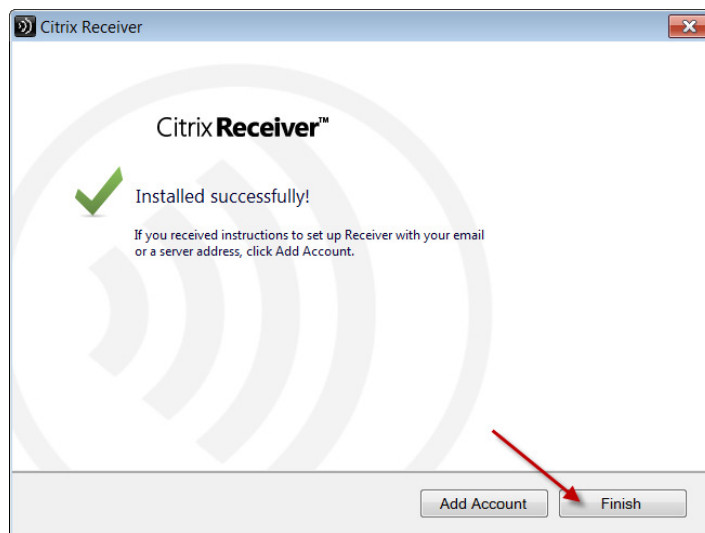 Citrix Receiver
Citrix Receiver™
Installed successfully!
If you received instructions to set up Receiver with your email
or a server address, click Add Account.
Add Account
Finish